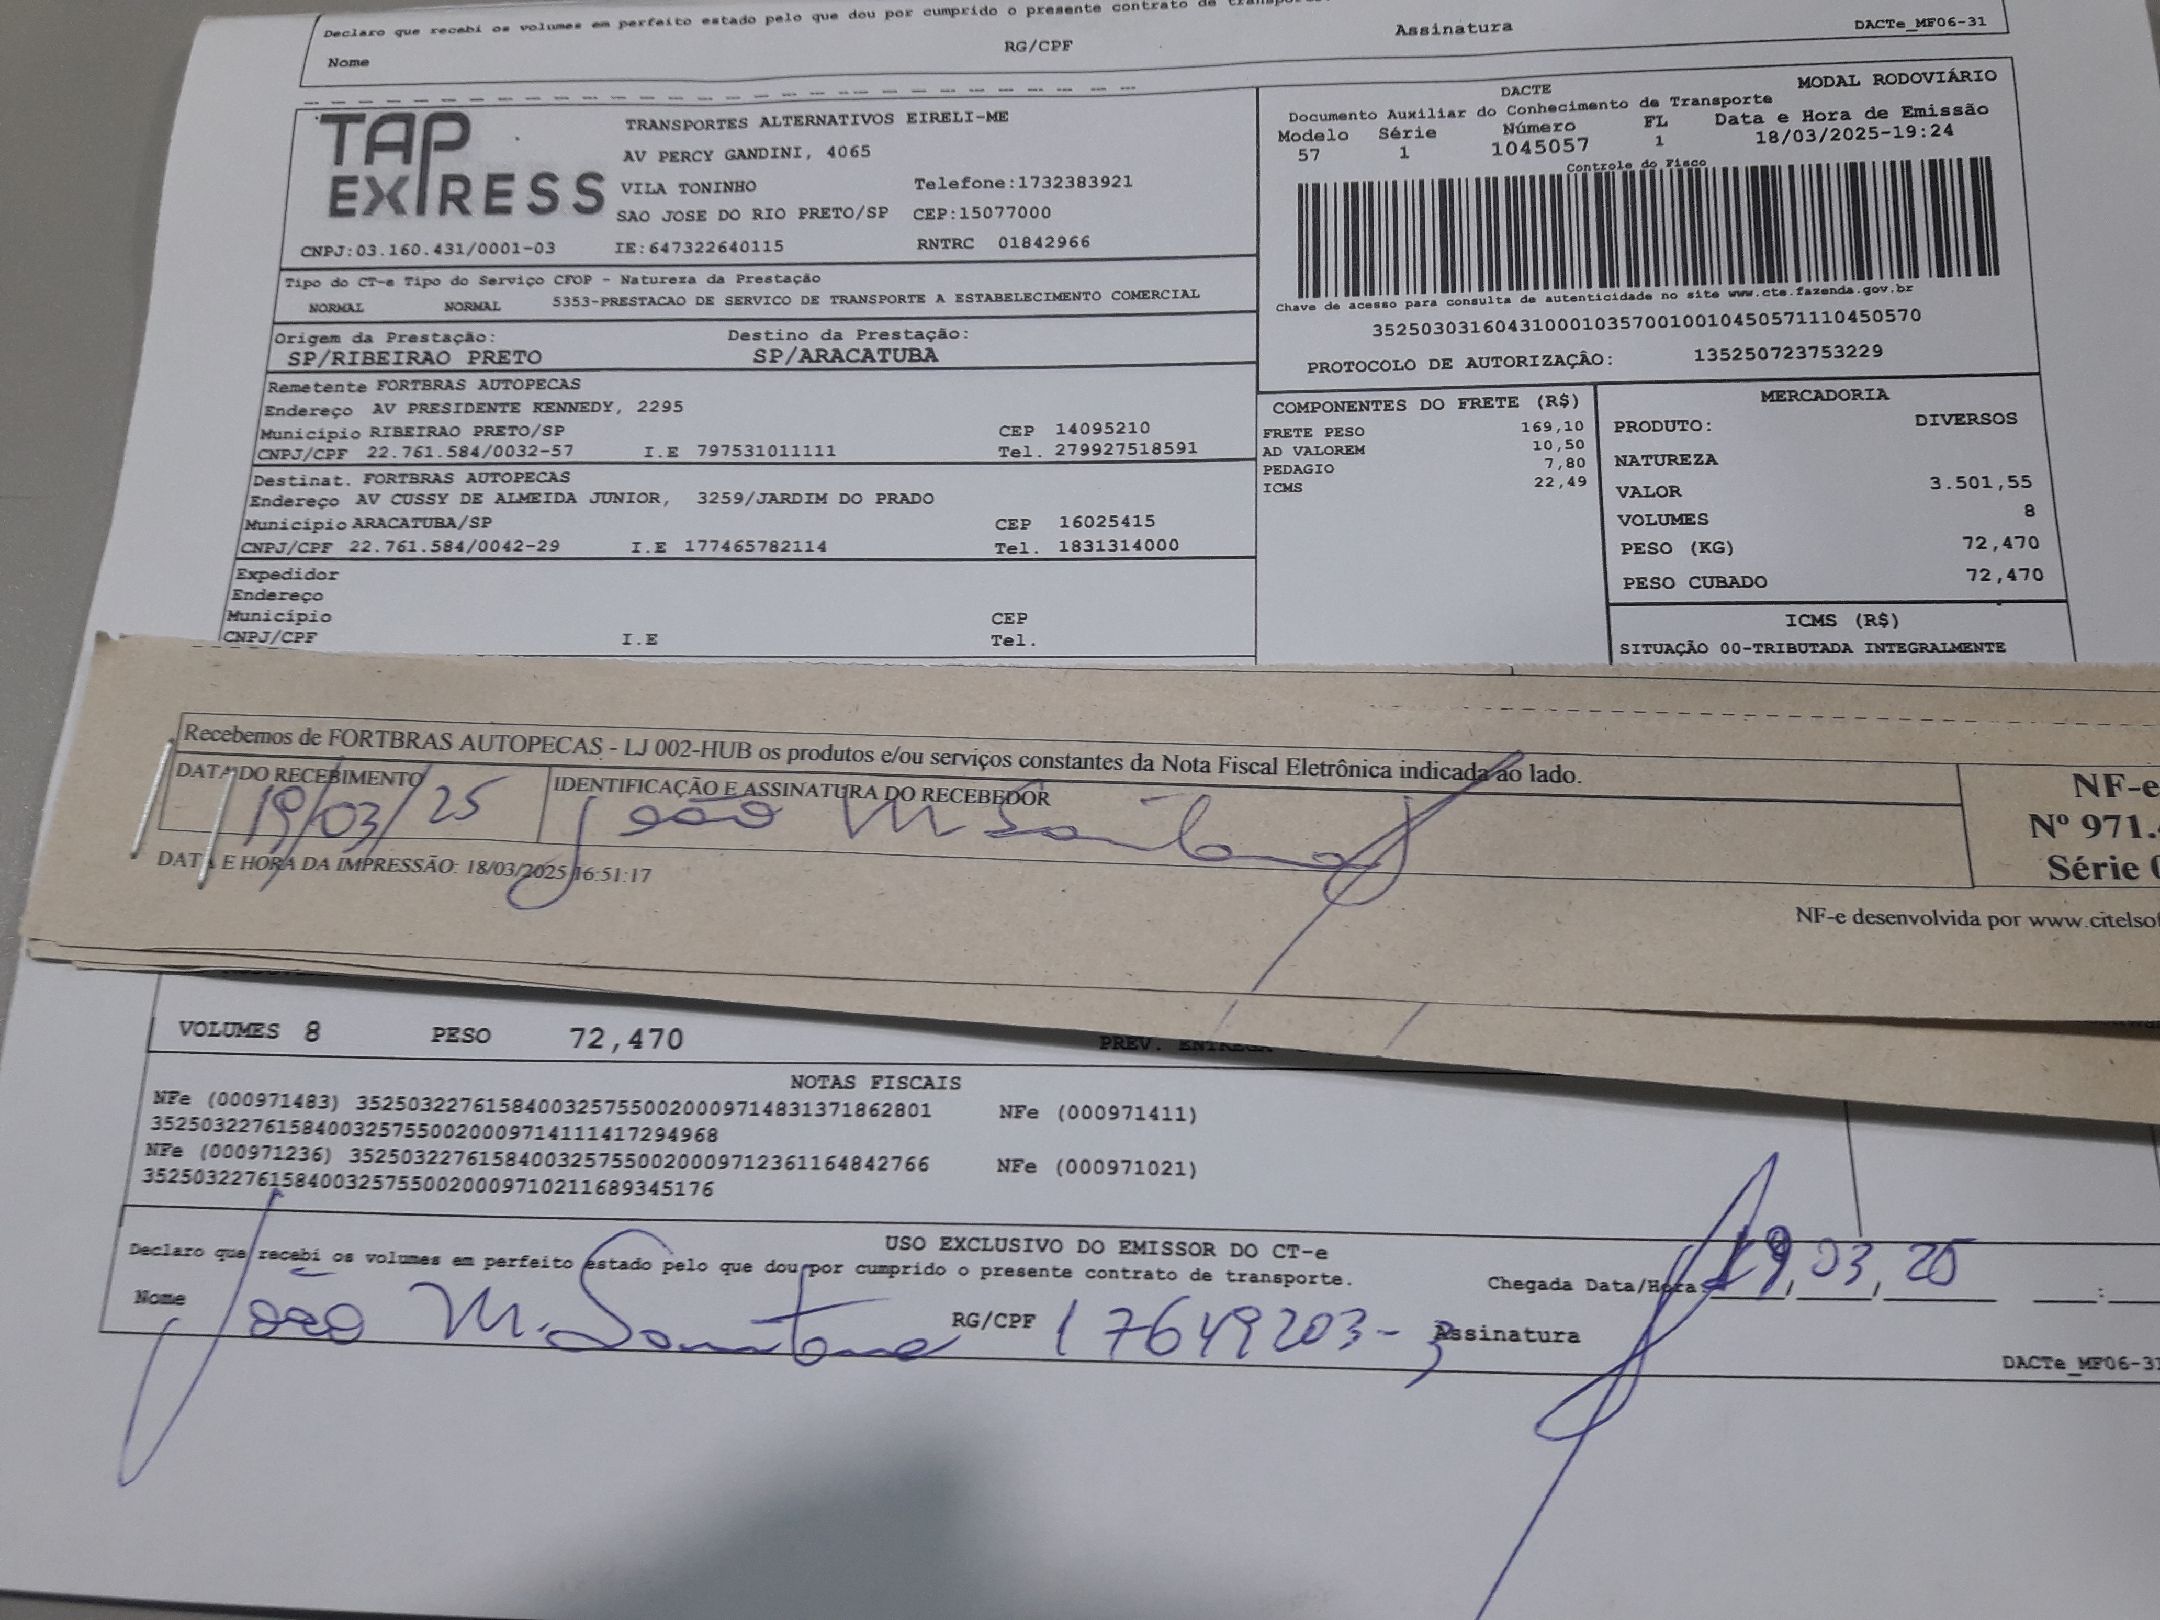 Declaro que recebi os volumes em perfeito estado pelo que dou por cumprido o presente contrato de transporte.
Nome RG/CPF Assinatura DACTe_MF06-31
TAP EXPRESS
TRANSPORTES ALTERNATIVOS EIRELI-ME
AV PERCY GANDINI, 4065
VILA TONINHO Telefone:1732383921
SAO JOSE DO RIO PRETO/SP CEP:15077000
CNPJ:03.160.431/0001-03 IE:647322640115 RNTRC 01842966
DACTE MODAL RODOVIÁRIO
Documento Auxiliar do Conhecimento de Transporte
Modelo Série Número FL Data e Hora de Emissão
57 1 1045057 1 18/03/2025-19:24
Controle do Fisco
Chave de acesso para consulta de autenticidade no site www.cte.fazenda.gov.br
35250303160431000103570010010450571110450570
PROTOCOLO DE AUTORIZAÇÂO: 135250723753229
Tipo do CT-e Tipo do Serviço CFOP - Natureza da Prestação
NORMAL NORMAL 5353-PRESTACAO DE SERVICO DE TRANSPORTE A ESTABELECIMENTO COMERCIAL
Origem da Prestação: Destino da Prestação:
SP/RIBEIRAO PRETO SP/ARACATUBA
Remetente FORTBRAS AUTOPECAS
Endereço AV PRESIDENTE KENNEDY, 2295
Município RIBEIRAO PRETO/SP CEP 14095210
CNPJ/CPF 22.761.584/0032-57 I.E 797531011111 Tel. 279927518591
Destinat. FORTBRAS AUTOPECAS
Endereço AV CUSSY DE ALMEIDA JUNIOR, 3259/JARDIM DO PRADO
Município ARACATUBA/SP CEP 16025415
CNPJ/CPF 22.761.584/0042-29 I.E 177465782114 Tel. 1831314000
Expedidor
Endereço
Município CEP
CNPJ/CPF I.E Tel.
COMPONENTES DO FRETE (R$)
FRETE PESO 169,10
AD VALOREM 10,50
PEDAGIO 7,80
ICMS 22,49
MERCADORIA
PRODUTO: DIVERSOS
NATUREZA
VALOR 3.501,55
VOLUMES 8
PESO (KG) 72,470
PESO CUBADO 72,470
ICMS (R$)
SITUAÇÃO 00-TRIBUTADA INTEGRALMENTE
Recebemos de FORTBRAS AUTOPECAS - LJ 002-HUB os produtos e/ou serviços constantes da Nota Fiscal Eletrônica indicada ao lado.
DATA DO RECEBIMENTO IDENTIFICAÇÃO E ASSINATURA DO RECEBEDOR
19/03/25 João M Santana
DATA E HORA DA IMPRESSÃO: 18/03/2025 16:51:17
NF-e
Nº 971.
Série
NF-e desenvolvida por www.citelso
VOLUMES 8 PESO 72,470 PREV. ENTREGA
NOTAS FISCAIS
NFe (000971483) 35250322761584003257550020009714831371862801 NFe (000971411)
35250322761584003257550020009714111417294968
NFe (000971236) 35250322761584003257550020009712361164842766 NFe (000971021)
35250322761584003257550020009710211689345176
USO EXCLUSIVO DO EMISSOR DO CT-e
Declaro que recebi os volumes em perfeito estado pelo que dou por cumprido o presente contrato de transporte.
Chegada Data/Hora: 19,03,25 :
Nome João M. Santana RG/CPF 17649203-3 Assinatura
DACTe_MF06-31